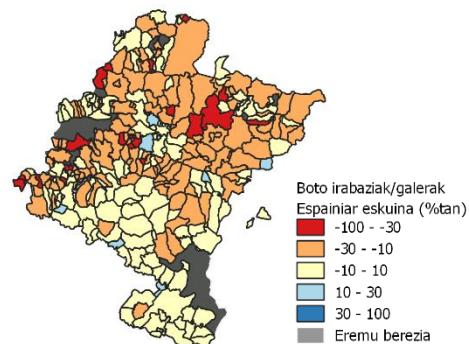 Boto irabaziak/galerak
Espainiar eskuina (%tan)
-100 - -30
-30 - -10
-10 - 10
10 - 30
30 - 100
Eremu berezia